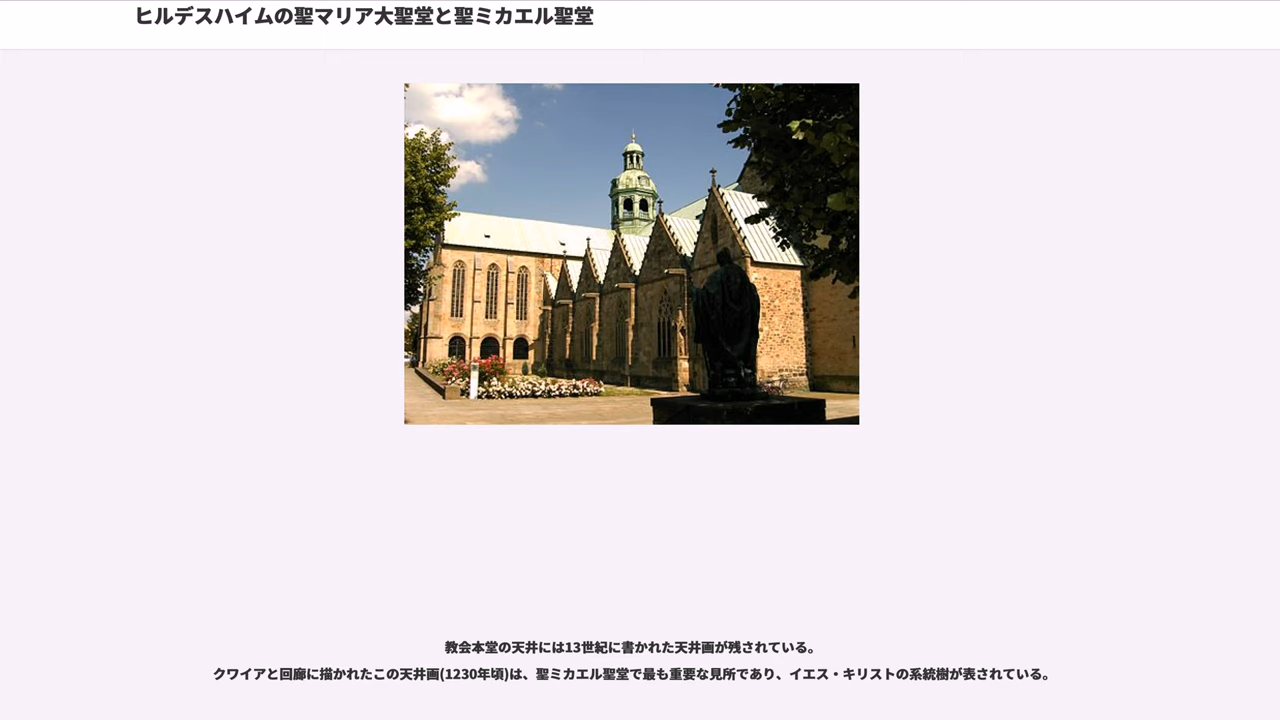 ヒルデスハイムの聖マリア大聖堂と聖ミカエル聖堂
教会本堂の天井には13世紀に書かれた天井画が残されている。
クワイアと回廊に描かれたこの天井画(1230年頃)は、聖ミカエル聖堂で最も重要な見所であり、イエス・キリストの系統樹が表されている。